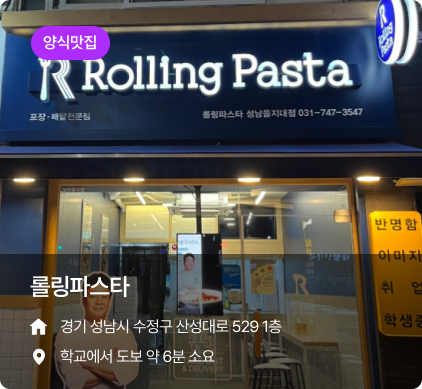 양식맛집
Rolling Pasta
포장·배달전문점
롤링파스타 성남을지대점 031-747-3547
반명함
이미지
취 업
학생증
롤링파스타
경기 성남시 수정구 산성대로 529 1층
학교에서 도보 약 6분 소요
& DELIVERY